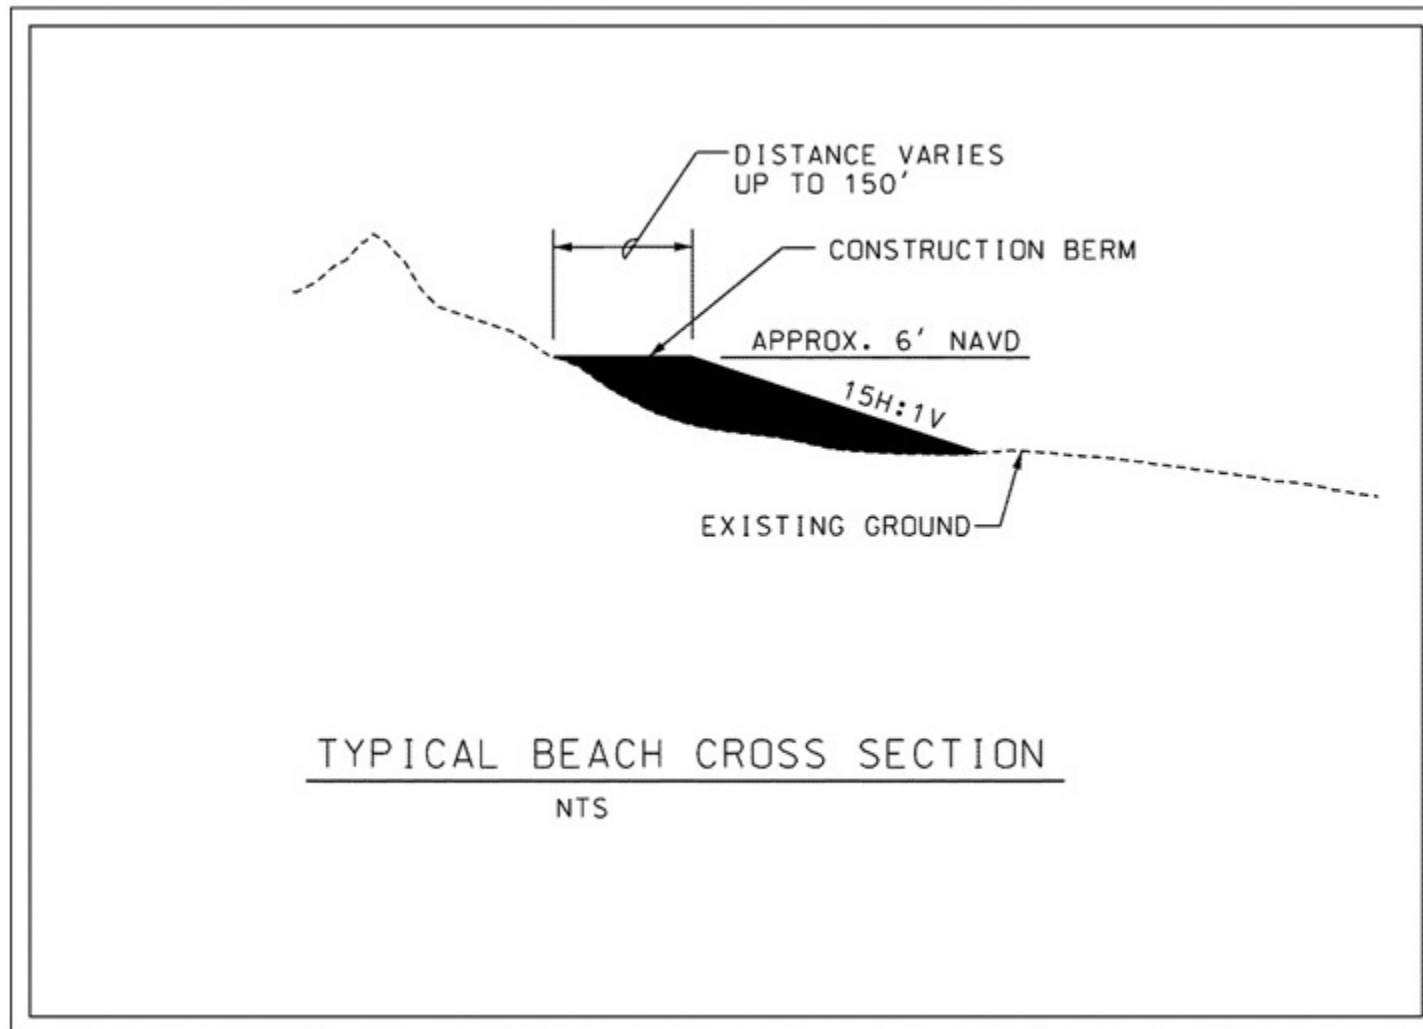 DISTANCE VARIES
UP TO 150'
CONSTRUCTION BERM
APPROX. 6' NAVD
15H:1V
EXISTING GROUND
TYPICAL BEACH CROSS SECTION
NTS